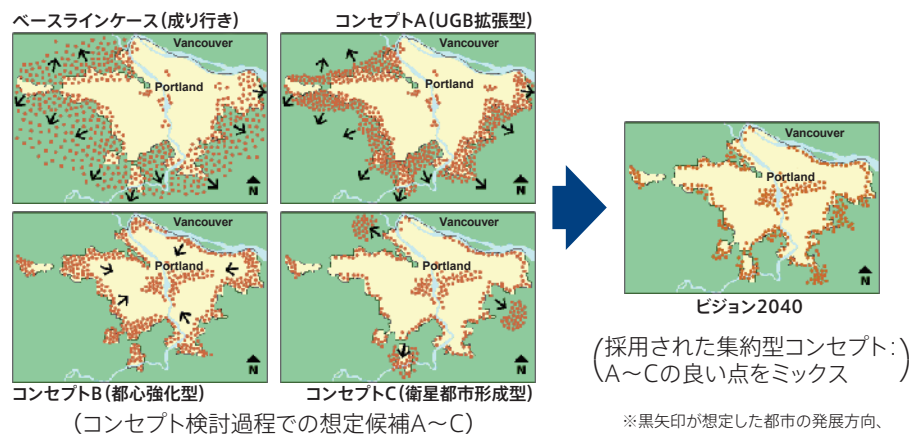 ベースラインケース(成り行き)
Vancouver
Portland
N
コンセプトA(UGB拡張型)
Vancouver
Portland
N
Vancouver
Portland
N
コンセプトB(都心強化型)
Vancouver
Portland
N
コンセプトC(衛星都市形成型)
(コンセプト検討過程での想定候補A～C)
Vancouver
Portland
N
ビジョン2040
(採用された集約型コンセプト:
A～Cの良い点をミックス)
※黒矢印が想定した都市の発展方向、